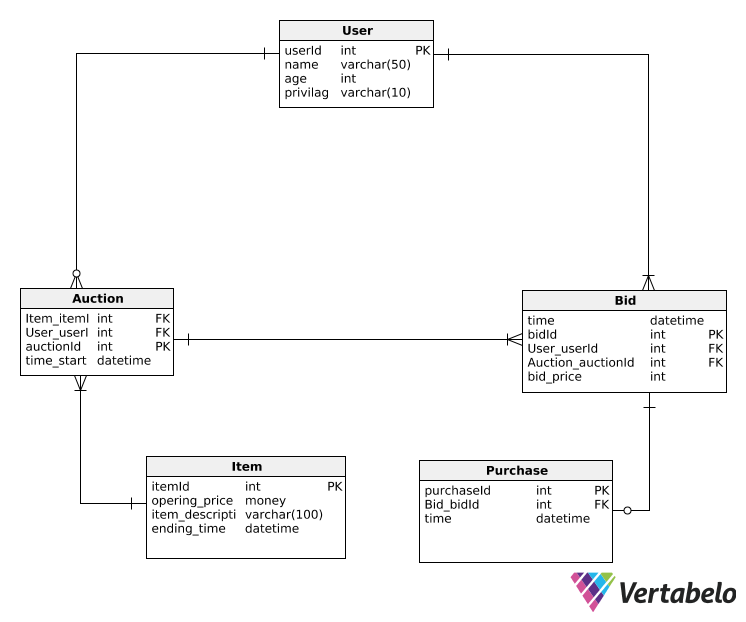 User
userId int PK
name varchar(50)
age int
privilag varchar(10)
Auction
Item_itemI int FK
User_userI int FK
auctionId int PK
time_start datetime
Bid
time datetime
bidId int PK
User_userId int FK
Auction_auctionId int FK
bid_price int
Item
itemId int PK
opering_price money
item_descripti varchar(100)
ending_time datetime
Purchase
purchaseId int PK
Bid_bidId int FK
time datetime
Vertabelo